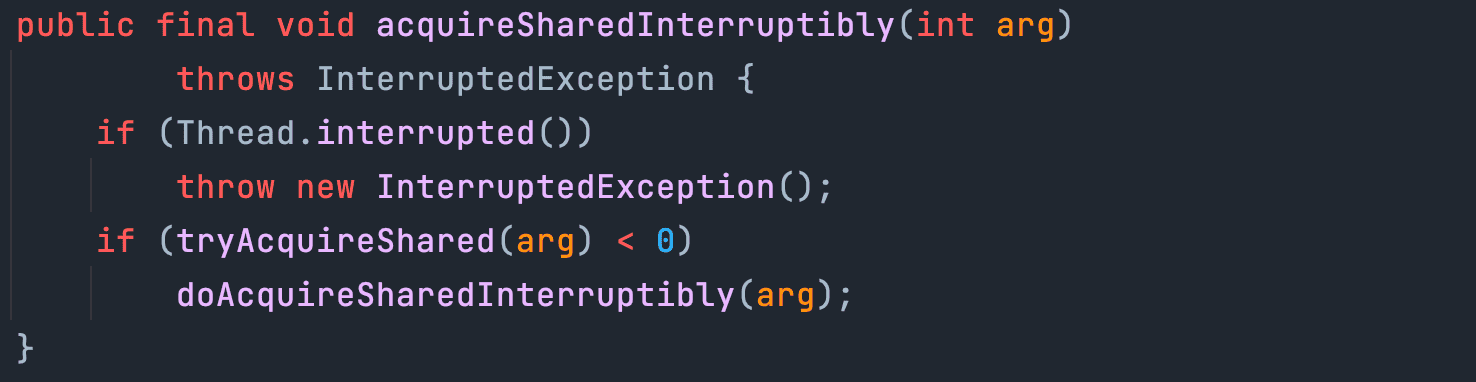 public final void acquireSharedInterruptibly(int arg)
        throws InterruptedException {
    if (Thread.interrupted())
        throw new InterruptedException();
    if (tryAcquireShared(arg) < 0)
        doAcquireSharedInterruptibly(arg);
}